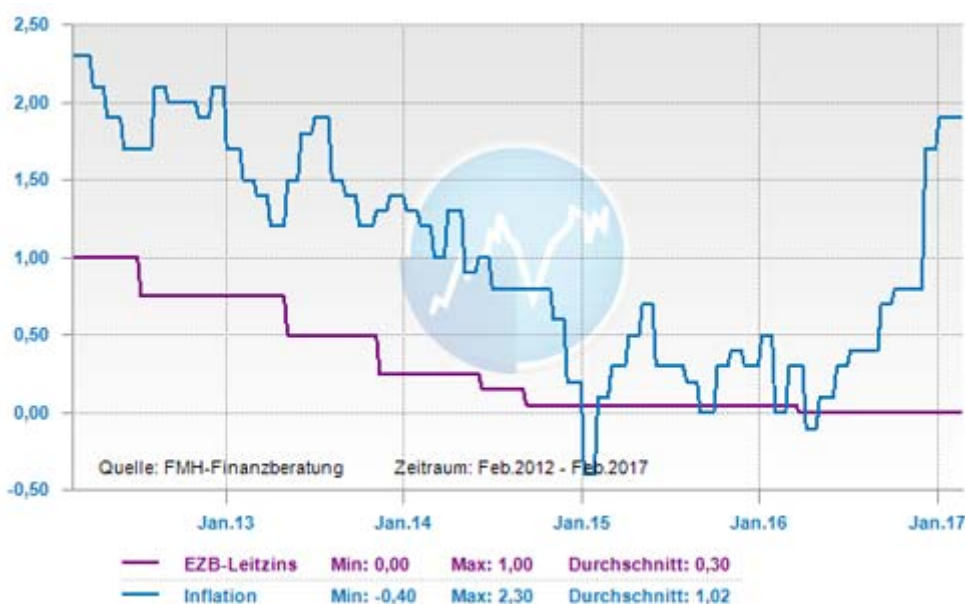 2,50
2,00
1,50
1,00
0,50
0,00
-0,50
Quelle: FMH-Finanzberatung Zeitraum: Feb.2012 - Feb.2017
Jan.13 Jan.14 Jan.15 Jan.16 Jan.17
EZB-Leitzins Min: 0,00 Max: 1,00 Durchschnitt: 0,30
Inflation Min: -0,40 Max: 2,30 Durchschnitt: 1,02